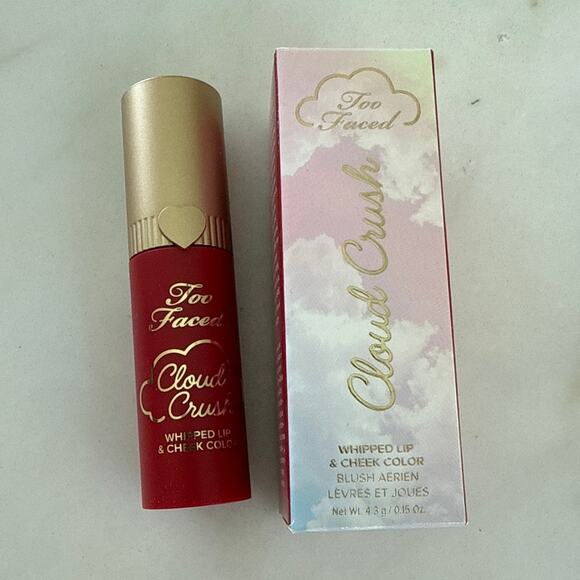 Too
Faced
Cloud
Crush
WHIPPED LIP
& CHEEK COLOR
Too
Faced
Cloud Crush
WHIPPED LIP
& CHEEK COLOR
BLUSH AÉRIEN
LÈVRES ET JOUES
Net Wt. 4.3 g / 0.15 Oz.